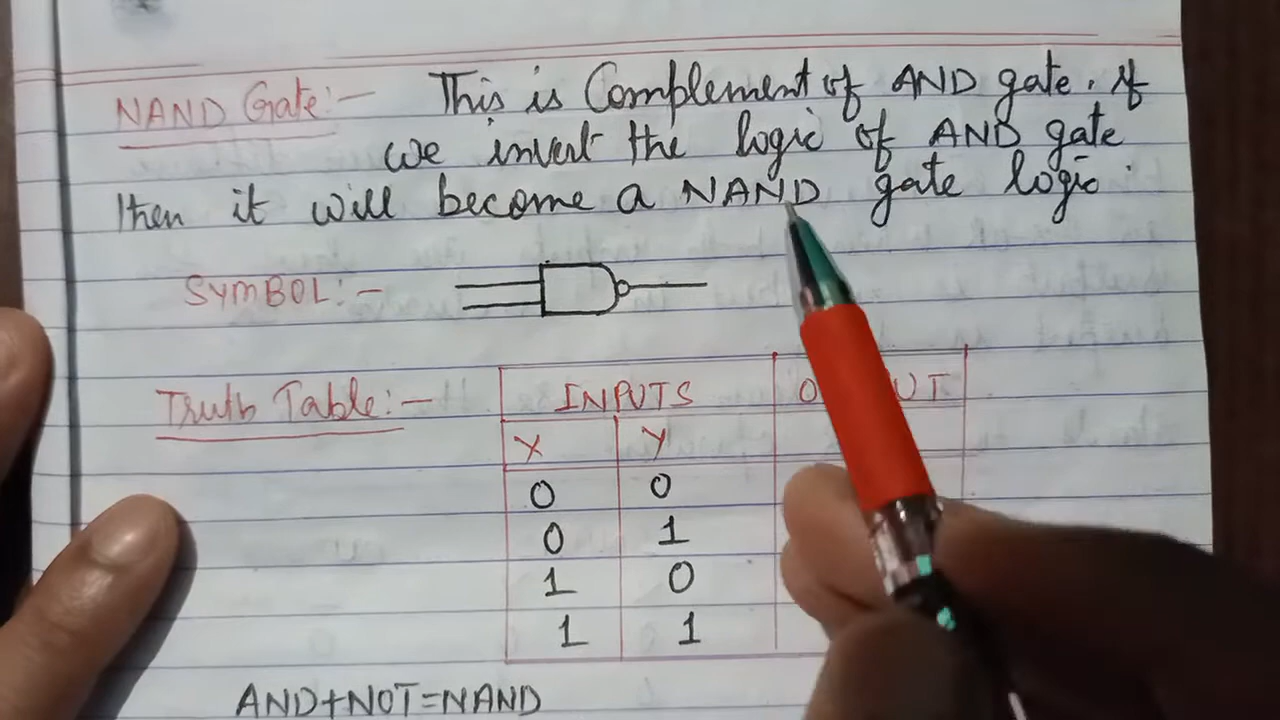 NAND Gate:- This is Complement of AND gate. If
we invert the logic of AND gate
then it will become a NAND gate logic.
SYMBOL:-
Truth Table:-
INPUTS
X Y
0 0
0 1
1 0
1 1
AND+NOT=NAND